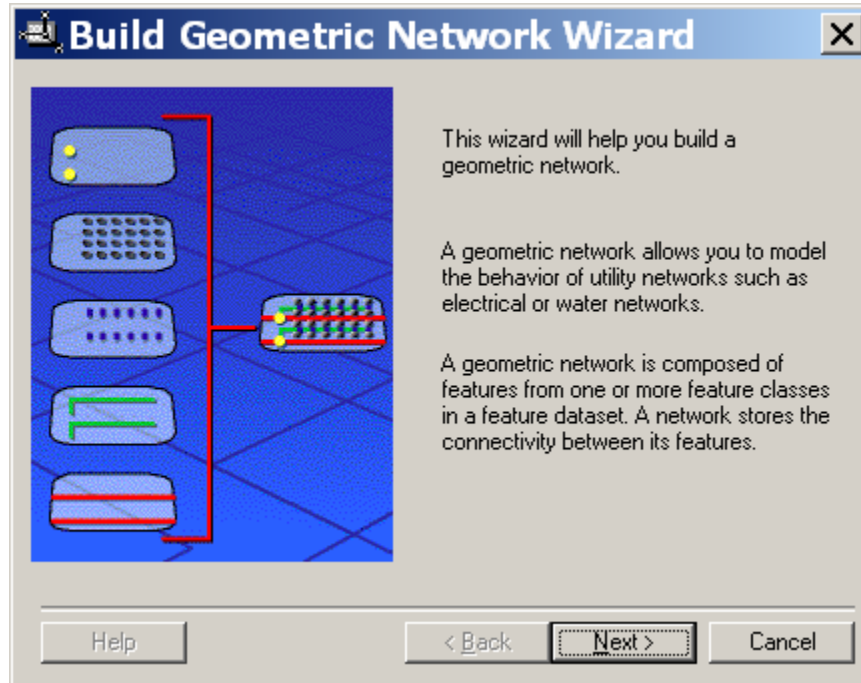 Build Geometric Network Wizard
This wizard will help you build a
geometric network.
A geometric network allows you to model
the behavior of utility networks such as
electrical or water networks.
A geometric network is composed of
features from one or more feature classes
in a feature dataset. A network stores the
connectivity between its features.
Help
< Back
Next >
Cancel